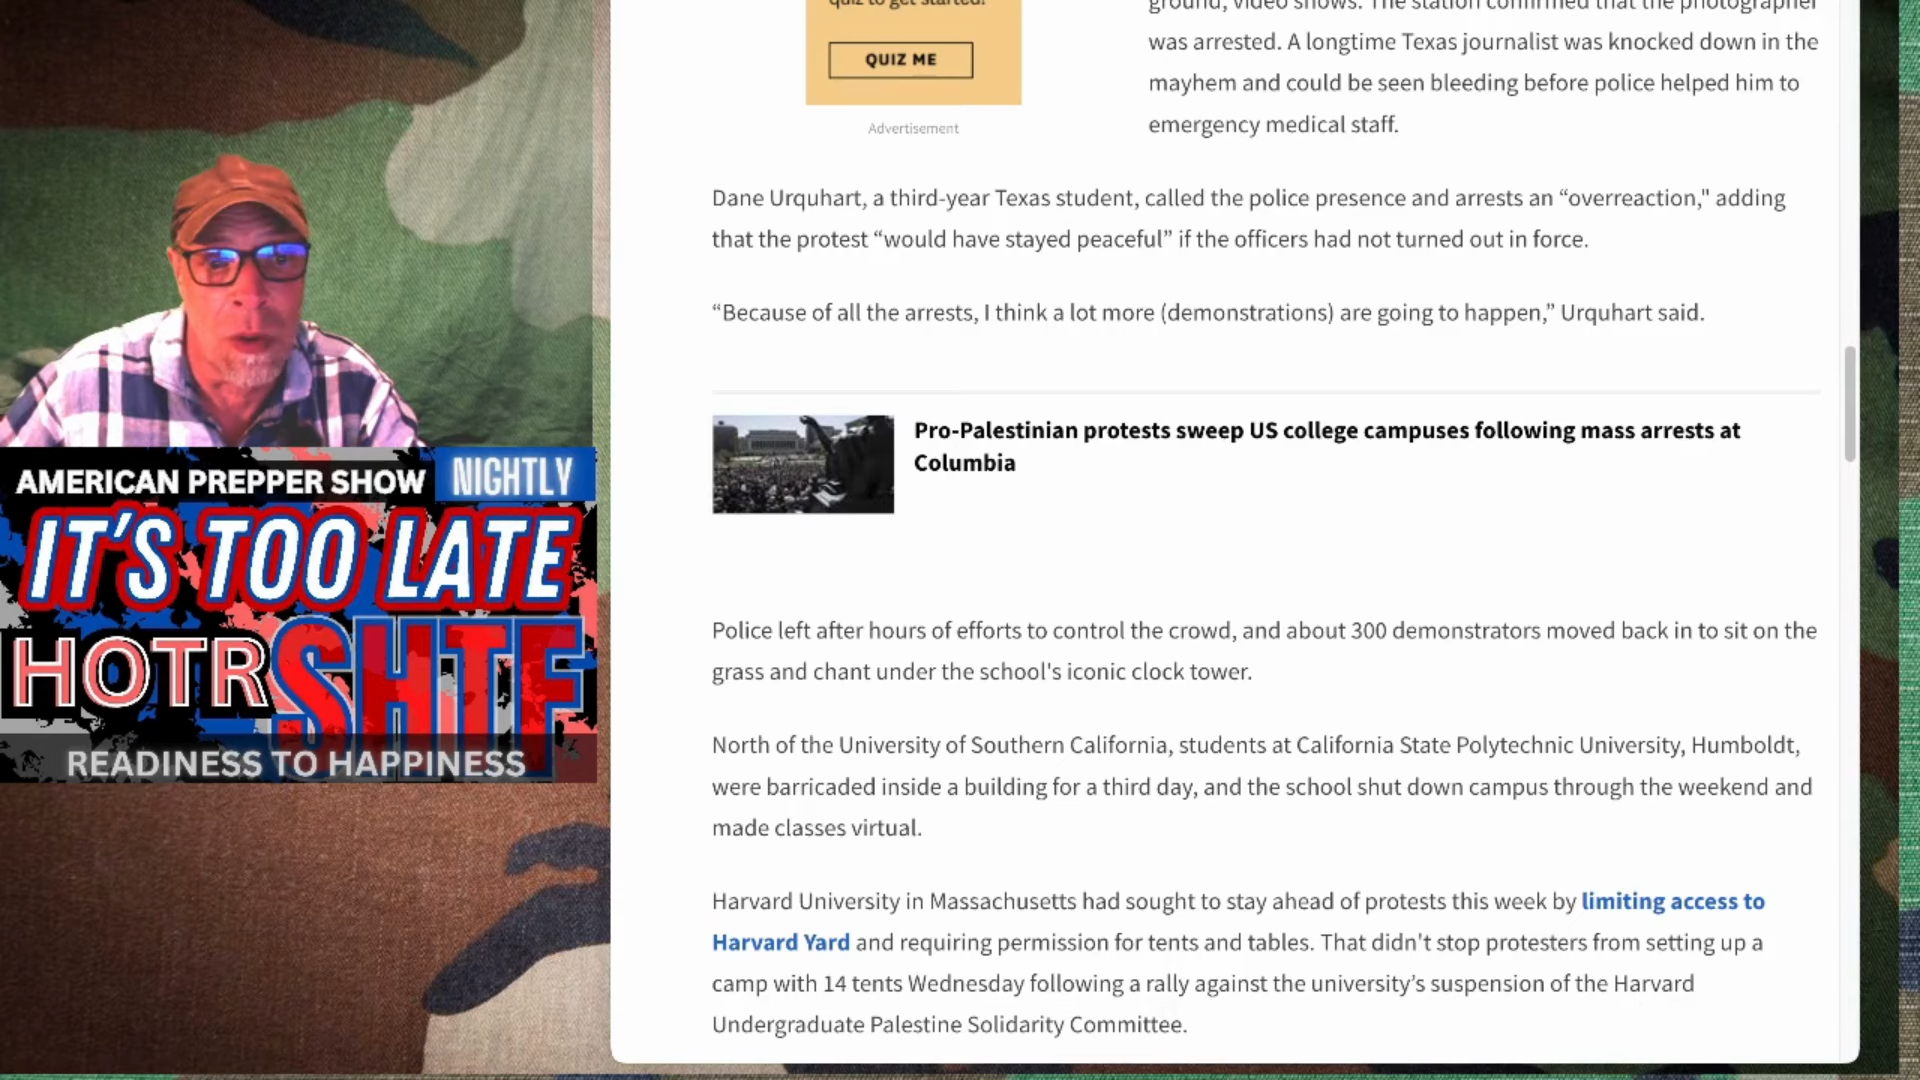 quiz to get started!
QUIZ ME
Advertisement
ground, video shows. The station confirmed that the photographer
was arrested. A longtime Texas journalist was knocked down in the
mayhem and could be seen bleeding before police helped him to
emergency medical staff.
Dane Urquhart, a third-year Texas student, called the police presence and arrests an “overreaction," adding
that the protest “would have stayed peaceful” if the officers had not turned out in force.
“Because of all the arrests, I think a lot more (demonstrations) are going to happen,” Urquhart said.
Pro-Palestinian protests sweep US college campuses following mass arrests at
Columbia
Police left after hours of efforts to control the crowd, and about 300 demonstrators moved back in to sit on the
grass and chant under the school's iconic clock tower.
North of the University of Southern California, students at California State Polytechnic University, Humboldt,
were barricaded inside a building for a third day, and the school shut down campus through the weekend and
made classes virtual.
Harvard University in Massachusetts had sought to stay ahead of protests this week by limiting access to
Harvard Yard and requiring permission for tents and tables. That didn't stop protesters from setting up a
camp with 14 tents Wednesday following a rally against the university’s suspension of the Harvard
Undergraduate Palestine Solidarity Committee.
AMERICAN PREPPER SHOW NIGHTLY
IT'S TOO LATE
HOTR SHTF
READINESS TO HAPPINESS